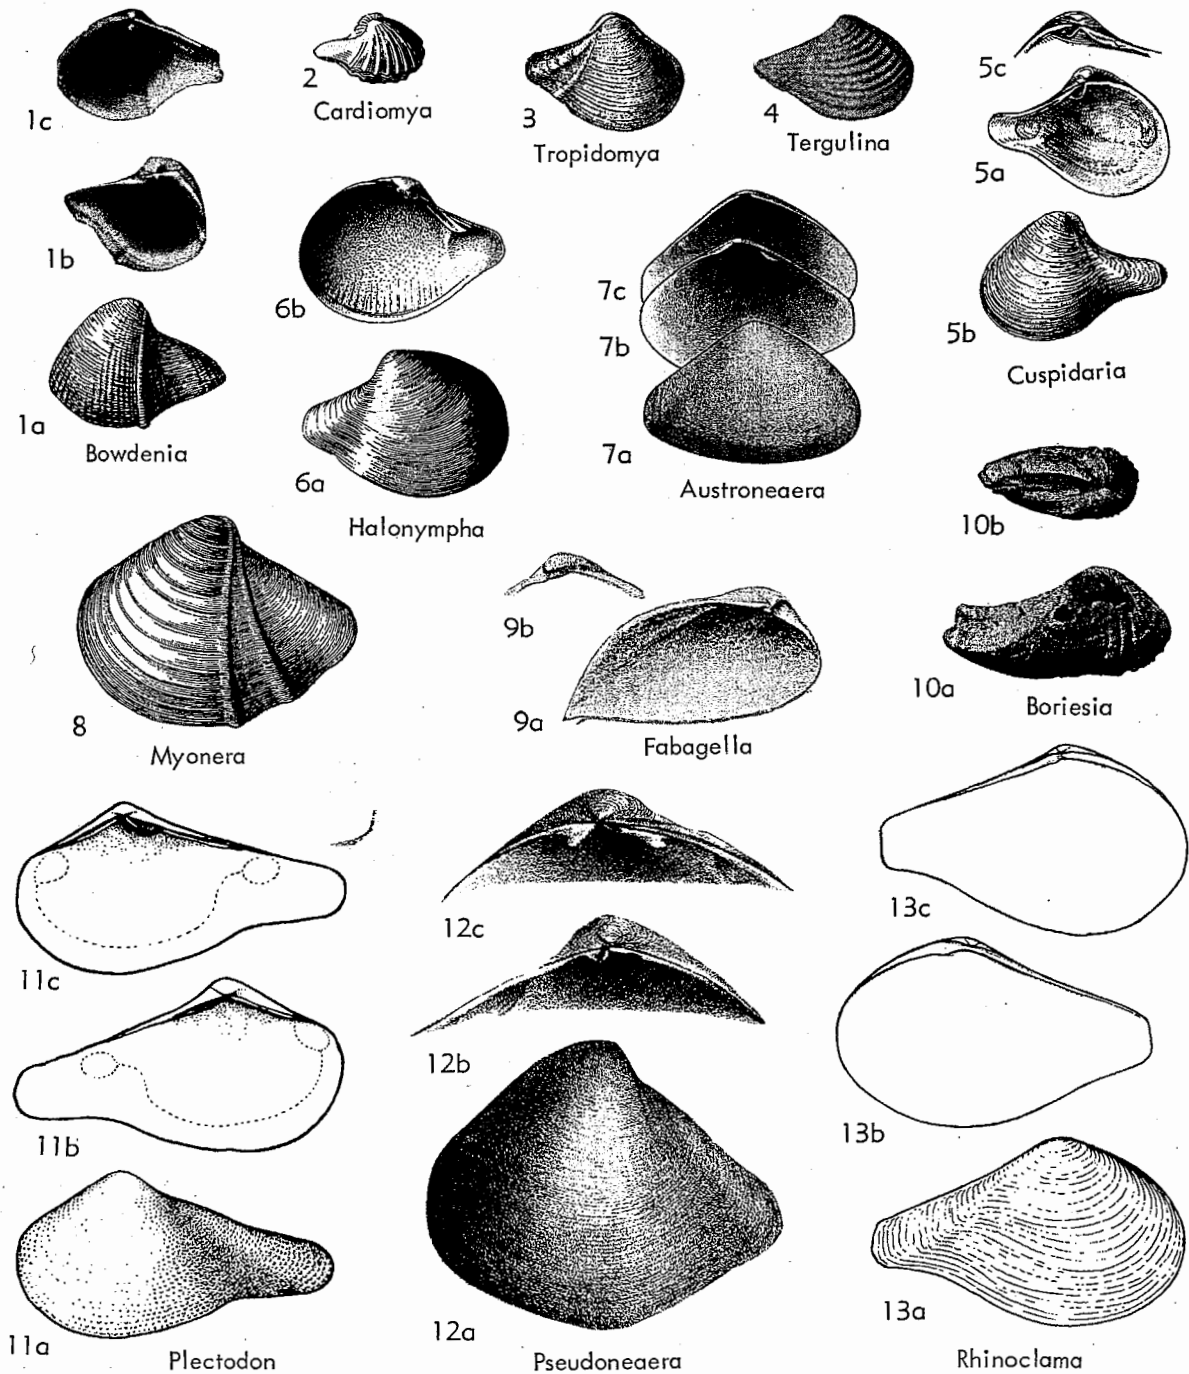 1c
2
Cardiomya
3
Tropidomya
4
Tergulina
5c
5a
1b
6b
7c
7b
5b
Cuspidaria
1a
Bowdenia
6a
Halonympha
7a
Austroneaera
10b
8
Myonera
9b
9a
Fabagella
10a
Boriesia
11c
12c
13c
11b
12b
13b
11a
Plectodon
12a
Pseudoneaera
13a
Rhinoclama